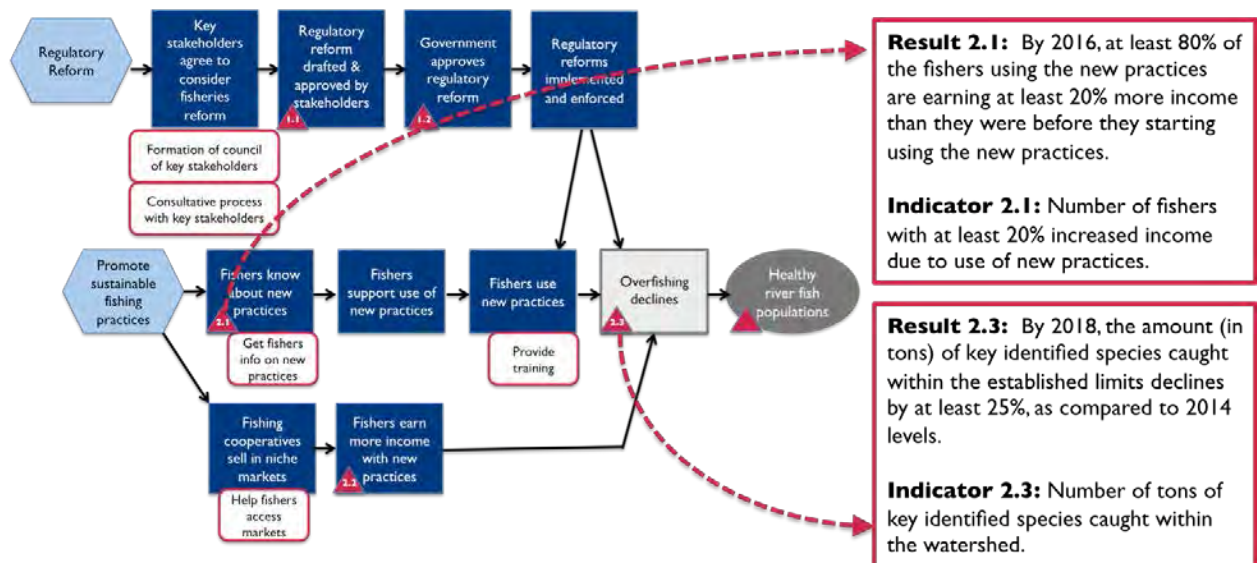 Regulatory
Reform
Key
stakeholders
agree to
consider
fisheries
reform
Regulatory
reform
drafted &
approved by
stakeholders
1.1
Government
approves
regulatory
reform
1.2
Regulatory
reforms
implemented
and enforced
Formation of council
of key stakeholders
Consultative process
with key stakeholders
Promote
sustainable
fishing
practices
Fishers know
about new
practices
2.1
Get fishers
info on new
practices
Fishers
support use of
new practices
Fishers use
new practices
Provide
training
Overfishing
declines
2.3
Healthy
river fish
populations
Fishing
cooperatives
sell in niche
markets
Help fishers
access
markets
Fishers earn
more income
with new
practices
2.2
Result 2.1: By 2016, at least 80% of
the fishers using the new practices
are earning at least 20% more income
than they were before they starting
using the new practices.
Indicator 2.1: Number of fishers
with at least 20% increased income
due to use of new practices.
Result 2.3: By 2018, the amount (in
tons) of key identified species caught
within the established limits declines
by at least 25%, as compared to 2014
levels.
Indicator 2.3: Number of tons of
key identified species caught within
the watershed.